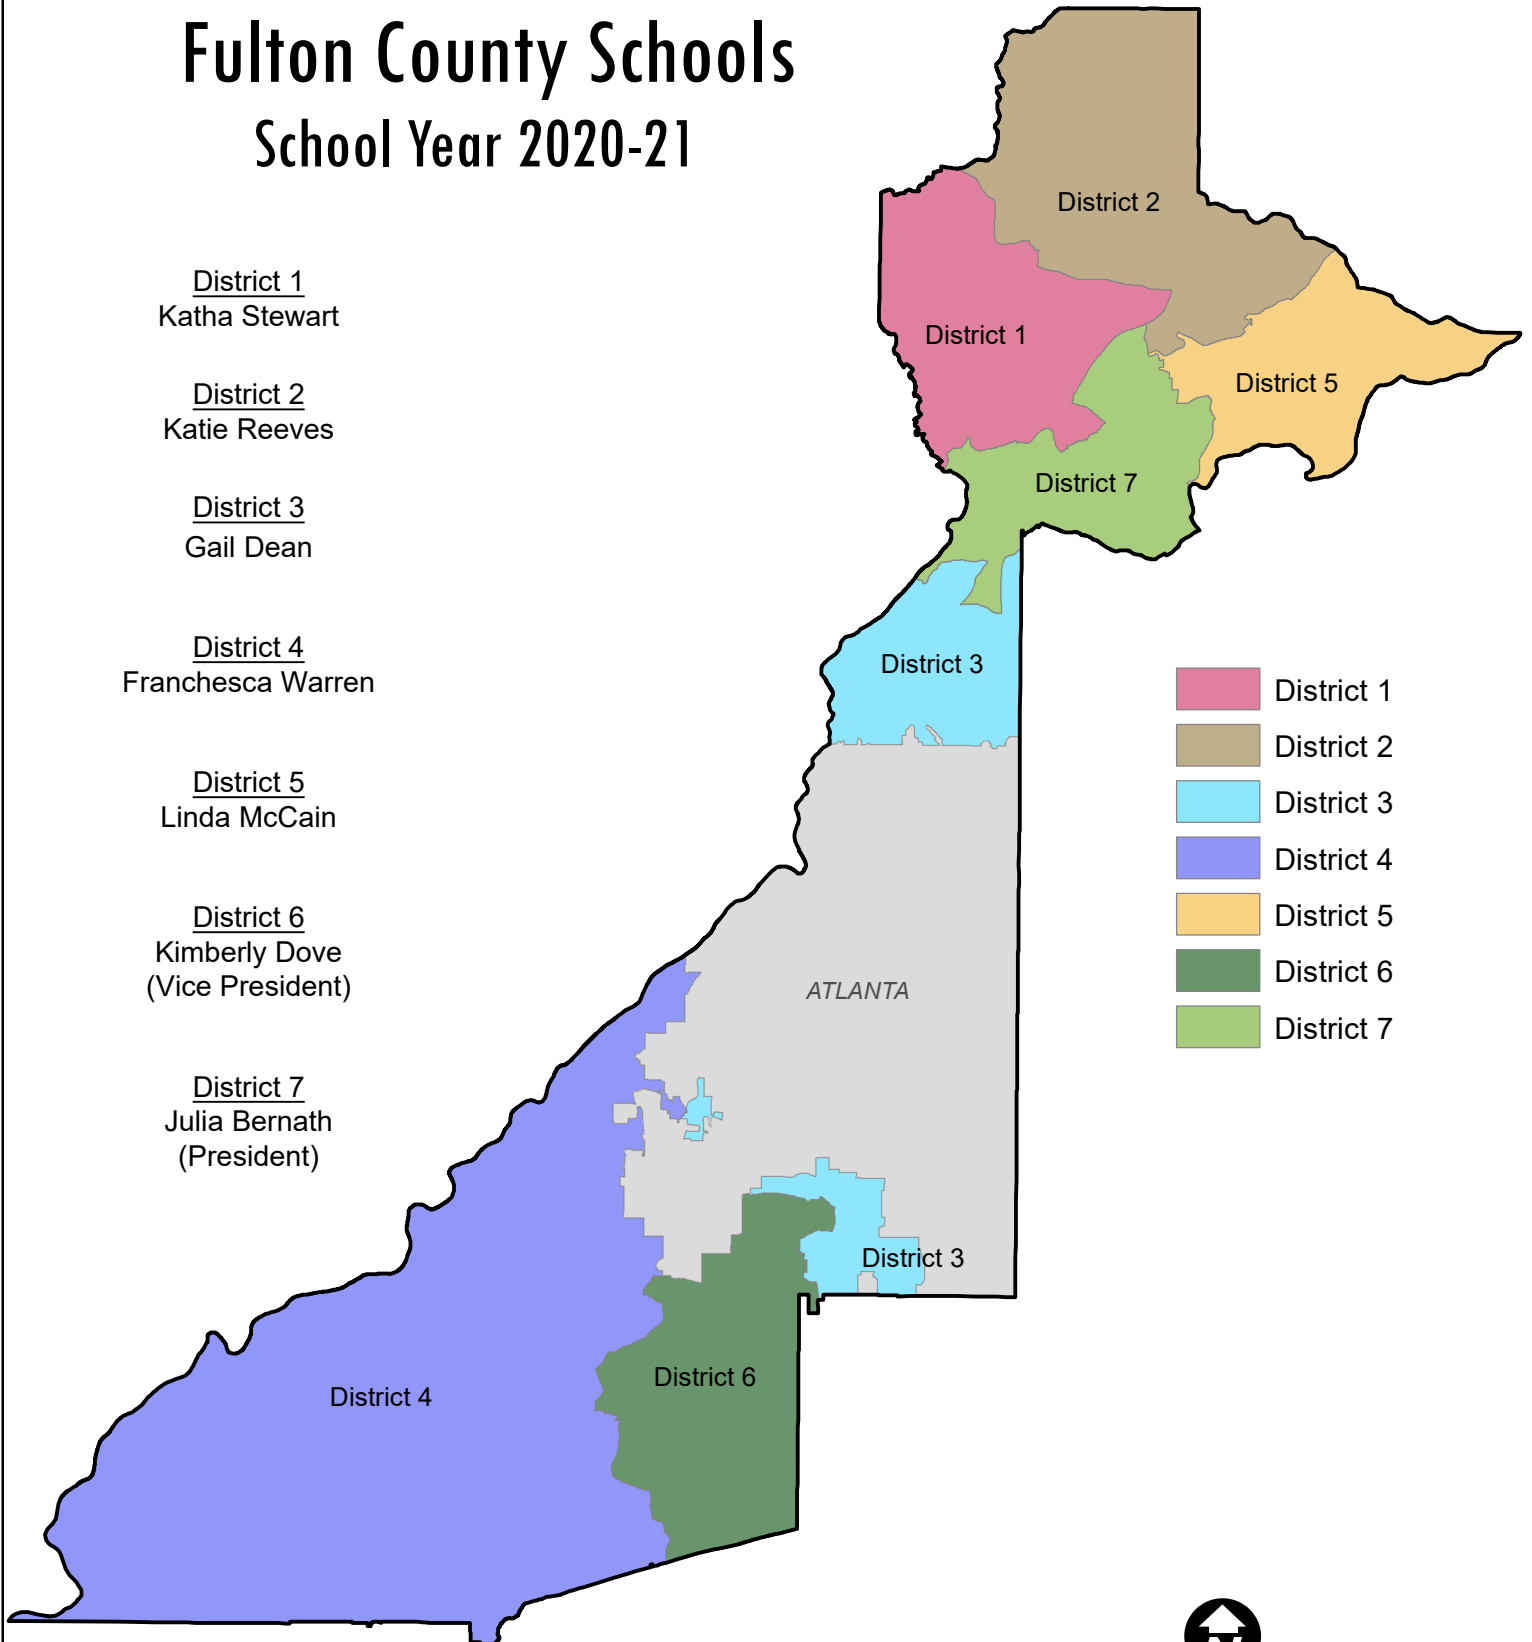 Fulton County Schools
School Year 2020-21
District 1
Katha Stewart
District 2
Katie Reeves
District 3
Gail Dean
District 4
Franchesca Warren
District 5
Linda McCain
District 6
Kimberly Dove
(Vice President)
District 7
Julia Bernath
(President)
District 2
District 1
District 5
District 7
District 3
ATLANTA
District 3
District 6
District 4
District 1
District 2
District 3
District 4
District 5
District 6
District 7